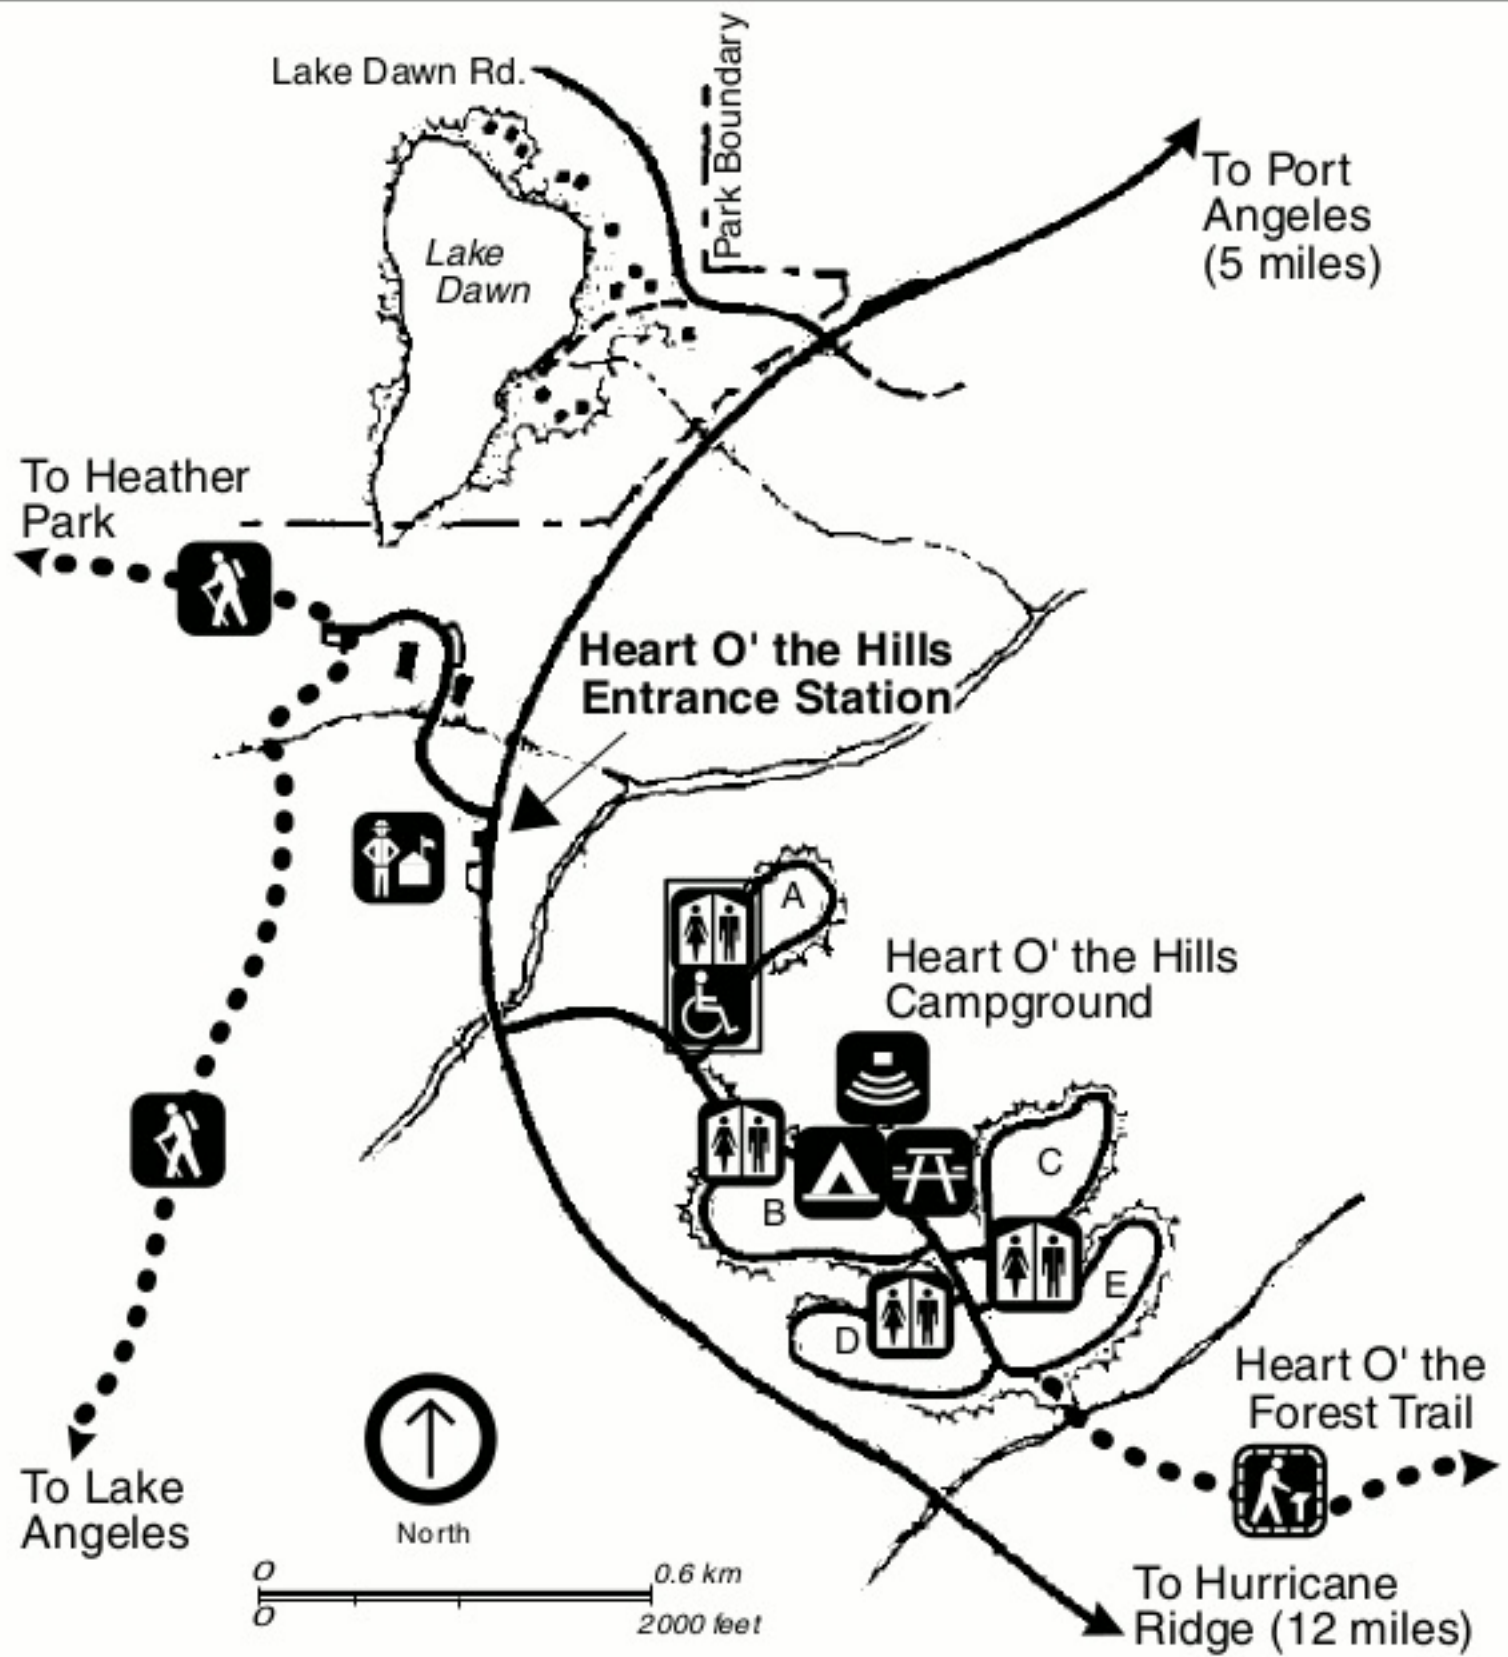 Lake Dawn Rd.
Park Boundary
To Port
Angeles
(5 miles)
Lake
Dawn
To Heather
Park
Heart O' the Hills
Entrance Station
A
Heart O' the Hills
Campground
C
B
E
D
Heart O' the
Forest Trail
To Lake
Angeles
North
0
0.6 km
0
2000 feet
To Hurricane
Ridge (12 miles)